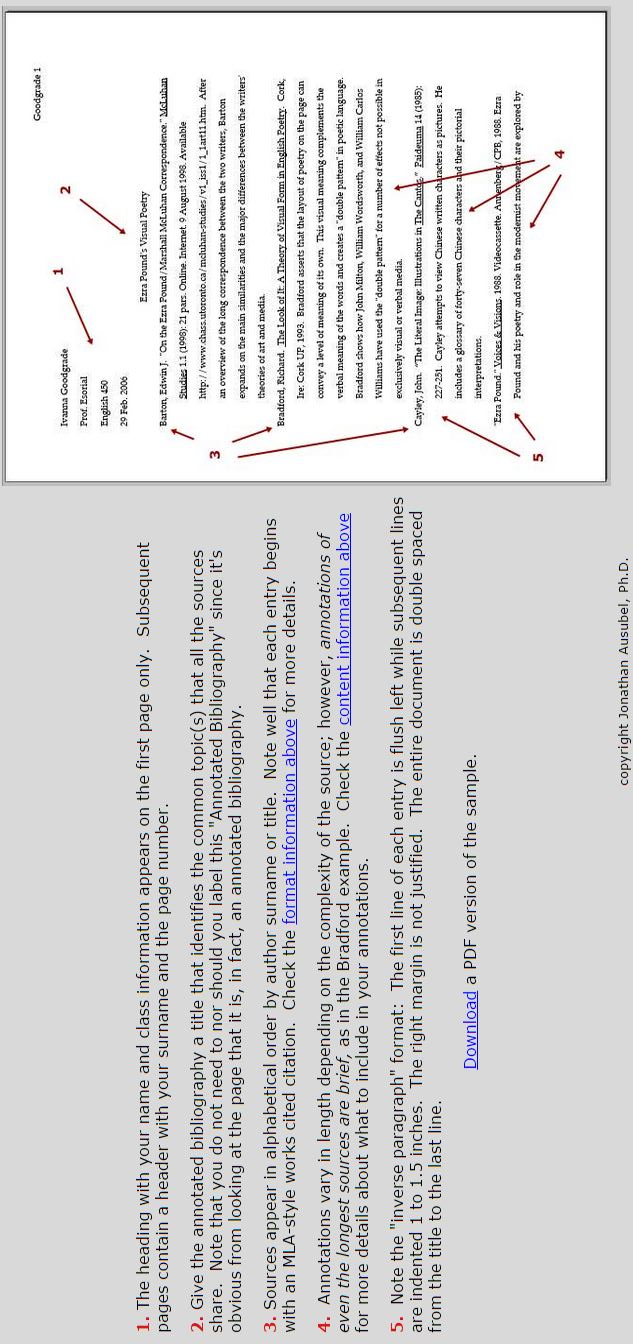 Goodgrade 1
1
2
Ivanna Goodgrade
Prof. Esorial
English 450
29 Feb. 2006
Ezra Pound's Visual Poetry
Barton, Edwin J. "On the Ezra Pound/Marshall McLuhan Correspondence." McLuhan
Studies 1.1 (1998): 21 pars. Online. Internet. 9 August 1998. Available
http://www.chass.utoronto.ca/mcluhan-studies/v1_iss1/1_1art11.htm. After
an overview of the long correspondence between the two writers, Barton
expands on the main similarities and the major differences between the writers'
theories of art and media.
3
Bradford, Richard. The Look of It: A Theory of Visual Form in English Poetry. Cork,
Ire: Cork UP, 1993. Bradford asserts that the layout of poetry on the page can
convey a level of meaning of its own. This visual meaning complements the
verbal meaning of the words and creates a "double pattern" in poetic language.
Bradford shows how John Milton, William Wordsworth, and William Carlos
Williams have used the "double pattern" for a number of effects not possible in
exclusively visual or verbal media.
Cayley, John. "The Literal Image: Illustrations in The Cantos." Paideuma 14 (1985):
227-251. Cayley attempts to view Chinese written characters as pictures. He
includes a glossary of forty-seven Chinese characters and their pictorial
interpretations.
"Ezra Pound." Voices & Visions. 1988. Videocassette. Annenberg/CPB, 1988. Ezra
Pound and his poetry and role in the modernist movement are explored by
4
5
1. The heading with your name and class information appears on the first page only. Subsequent
pages contain a header with your surname and the page number.
2. Give the annotated bibliography a title that identifies the common topic(s) that all the sources
share. Note that you do not need to nor should you label this "Annotated Bibliography" since it's
obvious from looking at the page that it is, in fact, an annotated bibliography.
3. Sources appear in alphabetical order by author surname or title. Note well that each entry begins
with an MLA-style works cited citation. Check the format information above for more details.
4. Annotations vary in length depending on the complexity of the source; however, annotations of
even the longest sources are brief, as in the Bradford example. Check the content information above
for more details about what to include in your annotations.
5. Note the "inverse paragraph" format: The first line of each entry is flush left while subsequent lines
are indented 1 to 1.5 inches. The right margin is not justified. The entire document is double spaced
from the title to the last line.
Download a PDF version of the sample.
copyright Jonathan Ausubel, Ph.D.